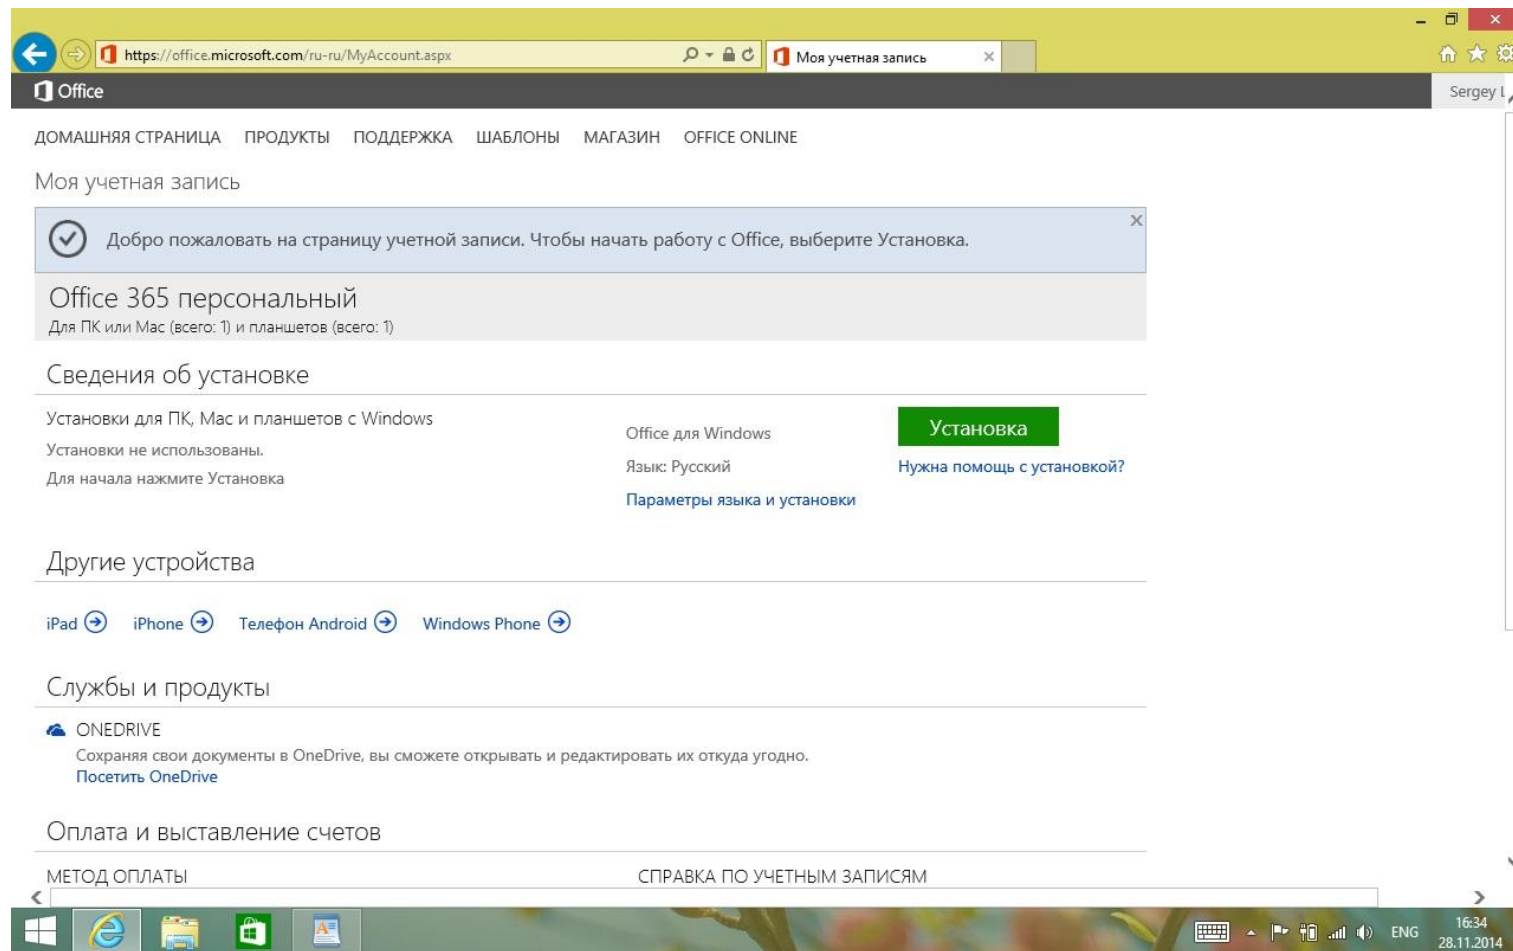 https://office.microsoft.com/ru-ru/MyAccount.aspx
Моя учетная запись
Office
Sergey L
ДОМАШНЯЯ СТРАНИЦА ПРОДУКТЫ ПОДДЕРЖКА ШАБЛОНЫ МАГАЗИН OFFICE ONLINE
Моя учетная запись
Добро пожаловать на страницу учетной записи. Чтобы начать работу с Office, выберите Установка.
Office 365 персональный
Для ПК или Mac (всего: 1) и планшетов (всего: 1)
Сведения об установке
Установки для ПК, Mac и планшетов с Windows
Установки не использованы.
Для начала нажмите Установка
Office для Windows
Язык: Русский
Параметры языка и установки
Установка
Нужна помощь с установкой?
Другие устройства
iPad iPhone Телефон Android Windows Phone
Службы и продукты
ONEDRIVE
Сохраняя свои документы в OneDrive, вы сможете открывать и редактировать их откуда угодно.
Посетить OneDrive
Оплата и выставление счетов
МЕТОД ОПЛАТЫ СПРАВКА ПО УЧЕТНЫМ ЗАПИСЯМ
ENG
16:34
28.11.2014